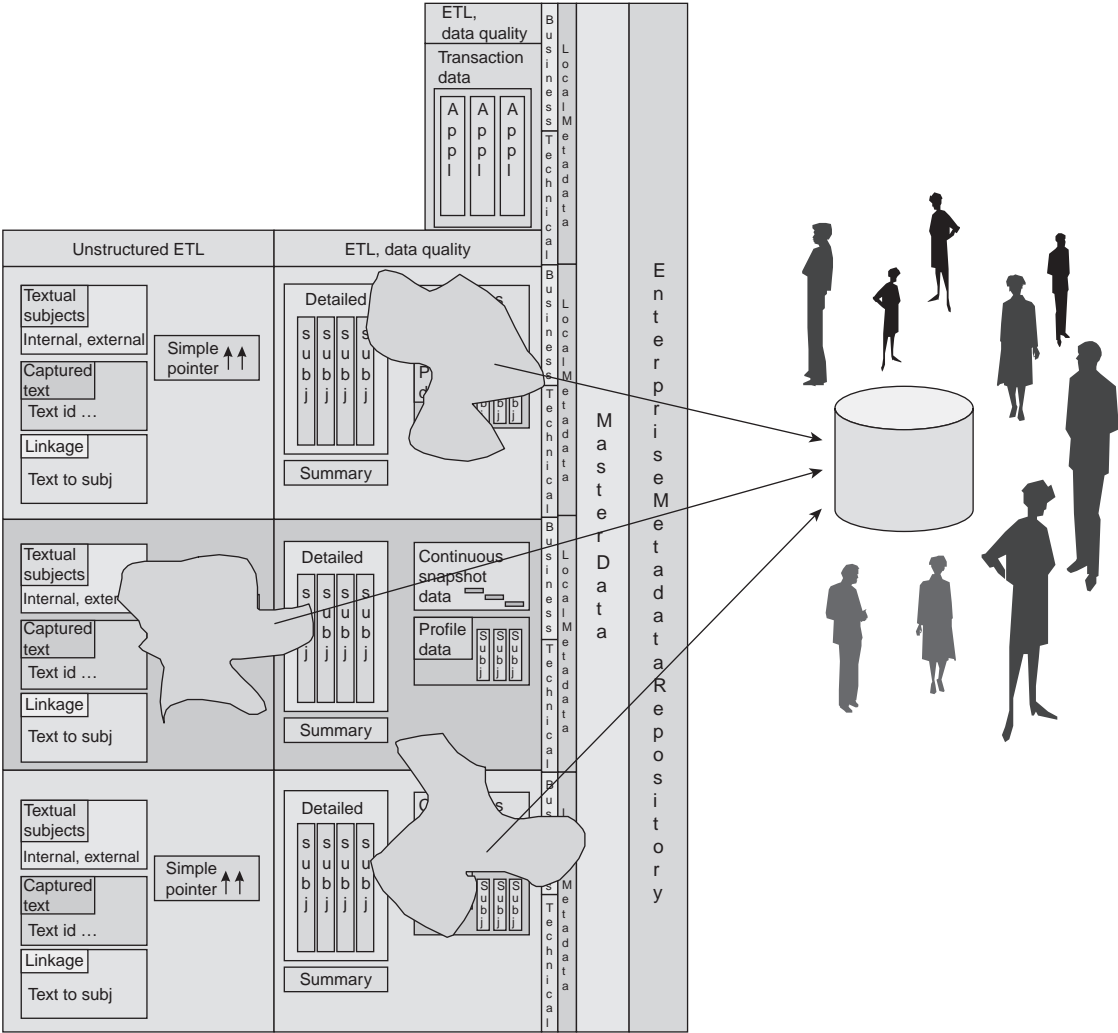 ETL,
data quality
Transaction
data
Appl
Appl
Appl
Business
Technical
Local Metadata
Unstructured ETL
ETL, data quality
Textual
subjects
Internal, external
Simple
pointer
Captured
text
Text id …
Linkage
Text to subj
Detailed
subj
subj
subj
subj
Summary
Subj
Subj
Business
Technical
Local Metadata
Textual
subjects
Internal, exter
Captured
text
Text id …
Linkage
Text to subj
Detailed
subj
subj
subj
subj
Summary
Continuous
snapshot
data
Profile
data
Subj
Subj
Subj
Business
Technical
Local Metadata
Textual
subjects
Internal, external
Simple
pointer
Captured
text
Text id …
Linkage
Text to subj
Detailed
subj
subj
subj
subj
Summary
Subj
Subj
Subj
Technical
Metadata
Master Data
Enterprise Metadata Repository